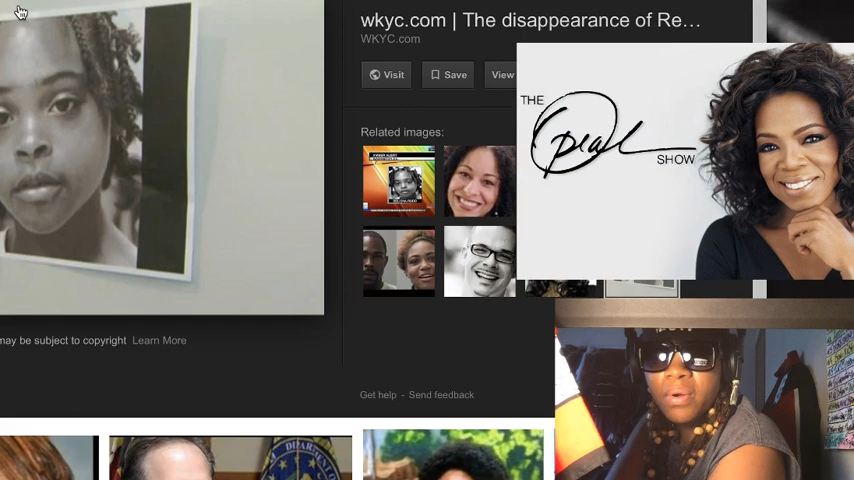 wkyc.com | The disappearance of Re...
WKYC.com
Visit
Save
View
THE
Oprah
SHOW
Related images:
may be subject to copyright Learn More
Get help - Send feedback